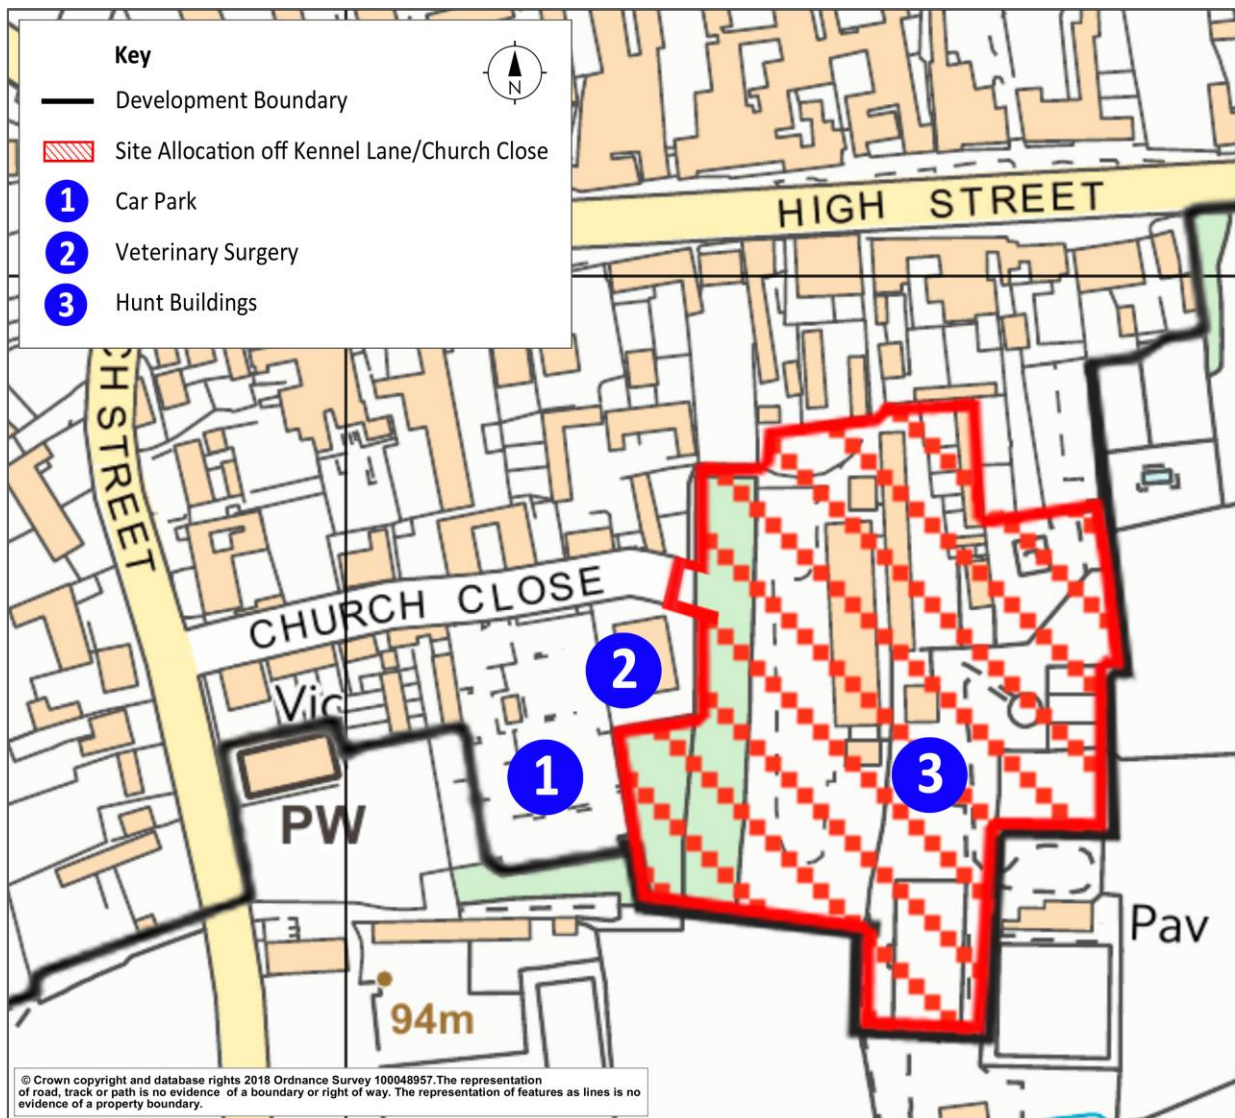 Key
N
Development Boundary
Site Allocation off Kennel Lane/Church Close
1 Car Park
2 Veterinary Surgery
3 Hunt Buildings
HIGH STREET
CH STREET
CHURCH CLOSE
2
Vic
1
3
PW
Pav
94m
© Crown copyright and database rights 2018 Ordnance Survey 100048957.The representation
of road, track or path is no evidence of a boundary or right of way. The representation of features as lines is no
evidence of a property boundary.